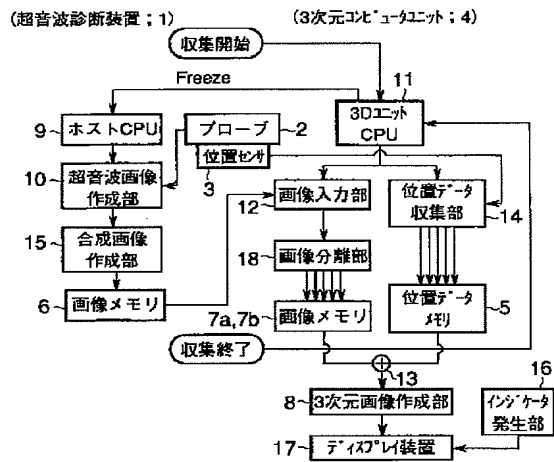 (超音波診断装置；1)
(3次元コンピュータユニット；4)
収集開始
Freeze
11
3Dユニット
CPU
9
ホストCPU
プローブ
2
位置センサ
3
10
超音波画像
作成部
12
画像入力部
位置データ
収集部
14
15
合成画像
作成部
18
画像分離部
6
画像メモリ
7a,7b
画像メモリ
位置データ
メモリ
5
収集終了
13
16
8
3次元画像作成部
インジケータ
発生部
17
ディスプレイ装置